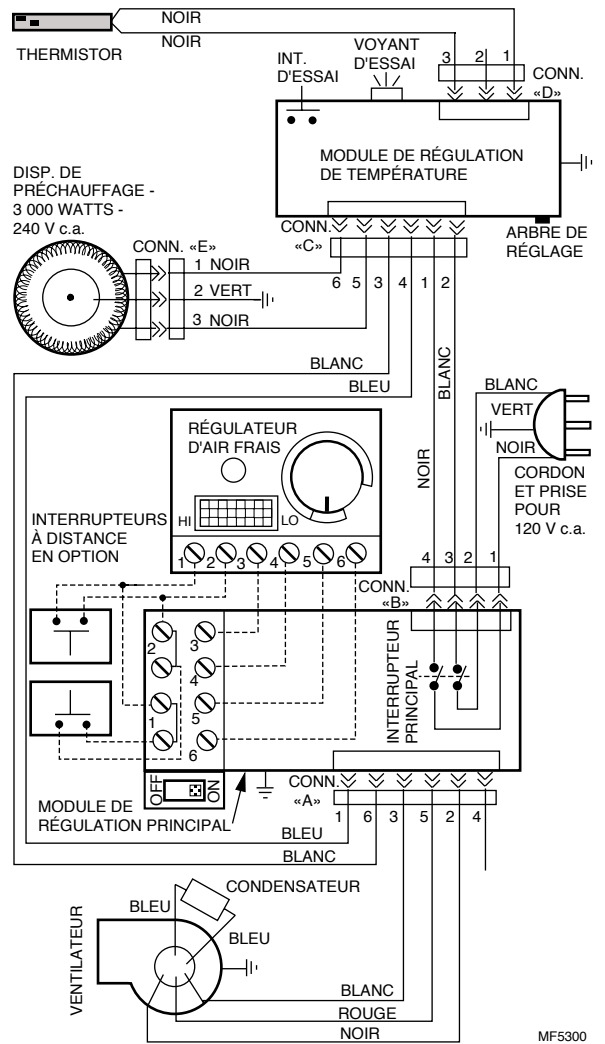 NOIR
NOIR
THERMISTOR
INT.
D'ESSAI
VOYANT
D'ESSAI
3 2 1
CONN.
«D»
MODULE DE RÉGULATION
DE TEMPÉRATURE
ARBRE DE
RÉGLAGE
DISP. DE
PRÉCHAUFFAGE -
3 000 WATTS -
240 V c.a.
CONN. «E»
1 NOIR
2 VERT
3 NOIR
CONN.
«C»
6 5 3 4 1 2
BLANC
BLEU
NOIR
BLANC
BLANC
VERT
NOIR
CORDON
ET PRISE
POUR
120 V c.a.
RÉGULATEUR
D'AIR FRAIS
HI
LO
1 2 3 4 5 6
INTERRUPTEURS
À DISTANCE
EN OPTION
4 3 2 1
CONN.
«B»
INTERRUPTEUR
PRINCIPAL
2
3
4
1
5
6
OFF
ON
MODULE DE
RÉGULATION PRINCIPAL
CONN.
«A»
1 6 3 5 2 4
BLEU
BLANC
CONDENSATEUR
BLEU
BLEU
VENTILATEUR
BLANC
ROUGE
NOIR
MF5300